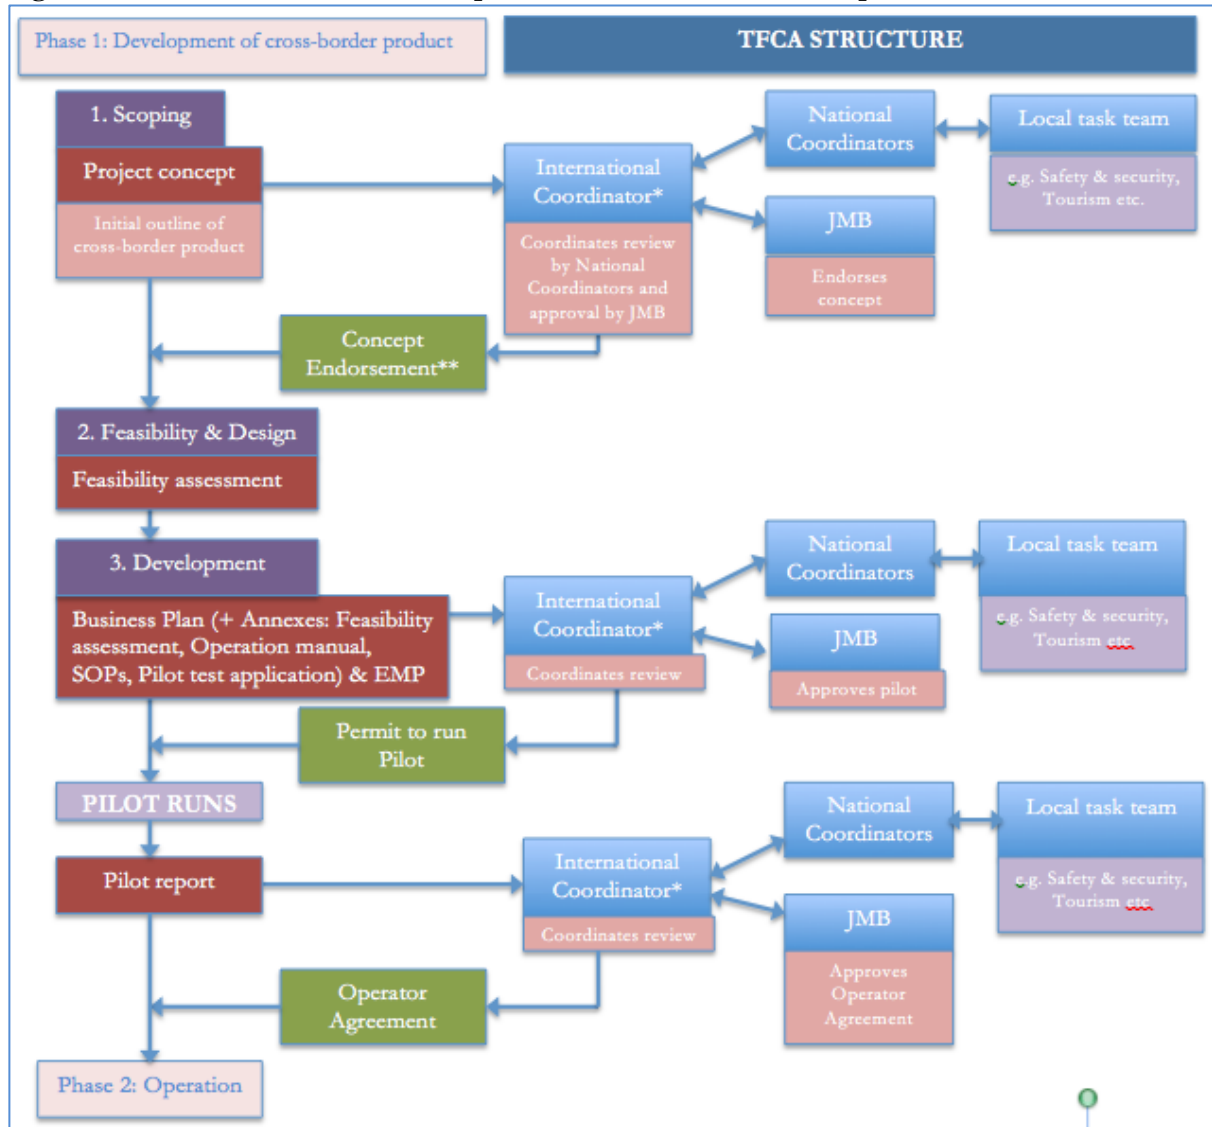 Phase 1: Development of cross-border product
TFCA STRUCTURE
1. Scoping
Project concept
Initial outline of
cross-border product
International
Coordinator*
Coordinates review
by National
Coordinators and
approval by JMB
National
Coordinators
Local task team
e.g. Safety & security,
Tourism etc.
JMB
Endorses
concept
Concept
Endorsement**
2. Feasibility & Design
Feasibility assessment
3. Development
Business Plan (+ Annexes: Feasibility
assessment, Operation manual,
SOPs, Pilot test application) & EMP
International
Coordinator*
Coordinates review
National
Coordinators
Local task team
e.g. Safety & security,
Tourism etc
JMB
Approves pilot
Permit to run
Pilot
PILOT RUNS
Pilot report
International
Coordinator*
Coordinates review
National
Coordinators
Local task team
e.g. Safety & security,
Tourism etc
JMB
Approves
Operator
Agreement
Operator
Agreement
Phase 2: Operation